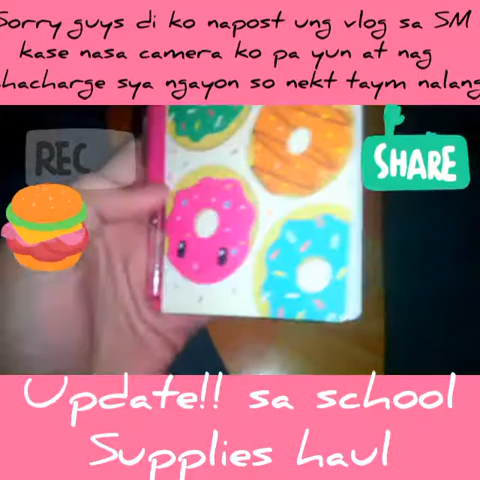 Sorry guys di ko napost ung vlog sa SM
kase nasa camera ko pa yun at nag
chacharge sya ngayon so nekt taym nalang
REC
SHARE
Update!! sa school
Supplies haul